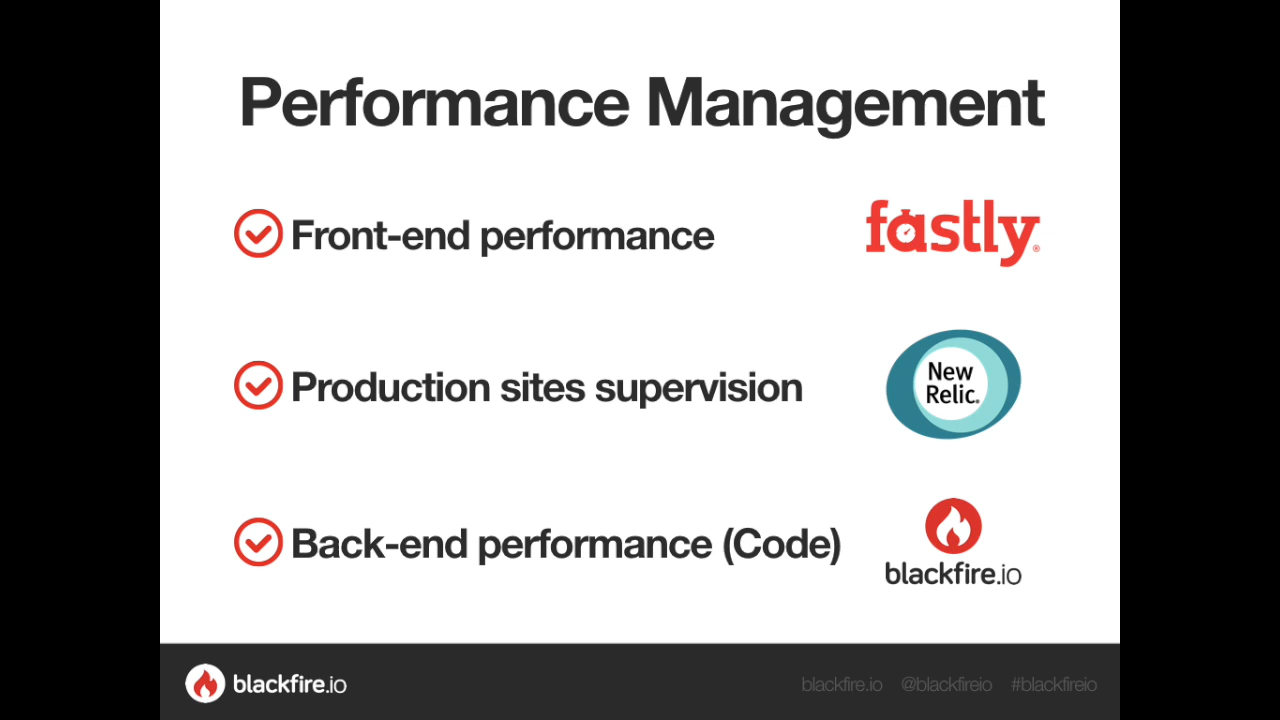 Performance Management
Front-end performance
fastly®
Production sites supervision
New
Relic.
Back-end performance (Code)
blackfire.io
blackfire.io
blackfire.io @blackfireio #blackfireio